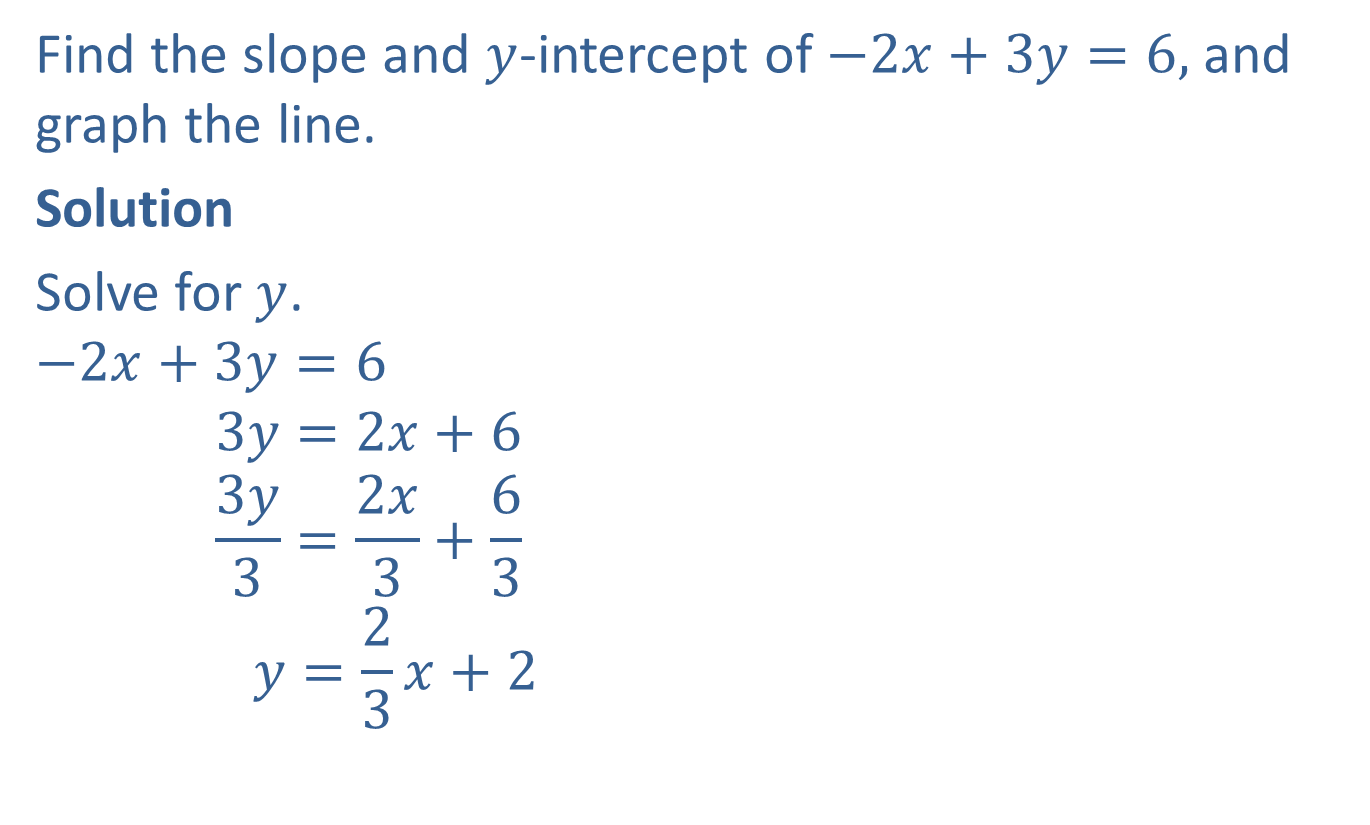 Find the slope and y-intercept of −2x + 3y = 6, and
graph the line.
Solution
Solve for y.
−2x + 3y = 6
3y = 2x + 6
3y/3 = 2x/3 + 6/3
y = 2/3 x + 2